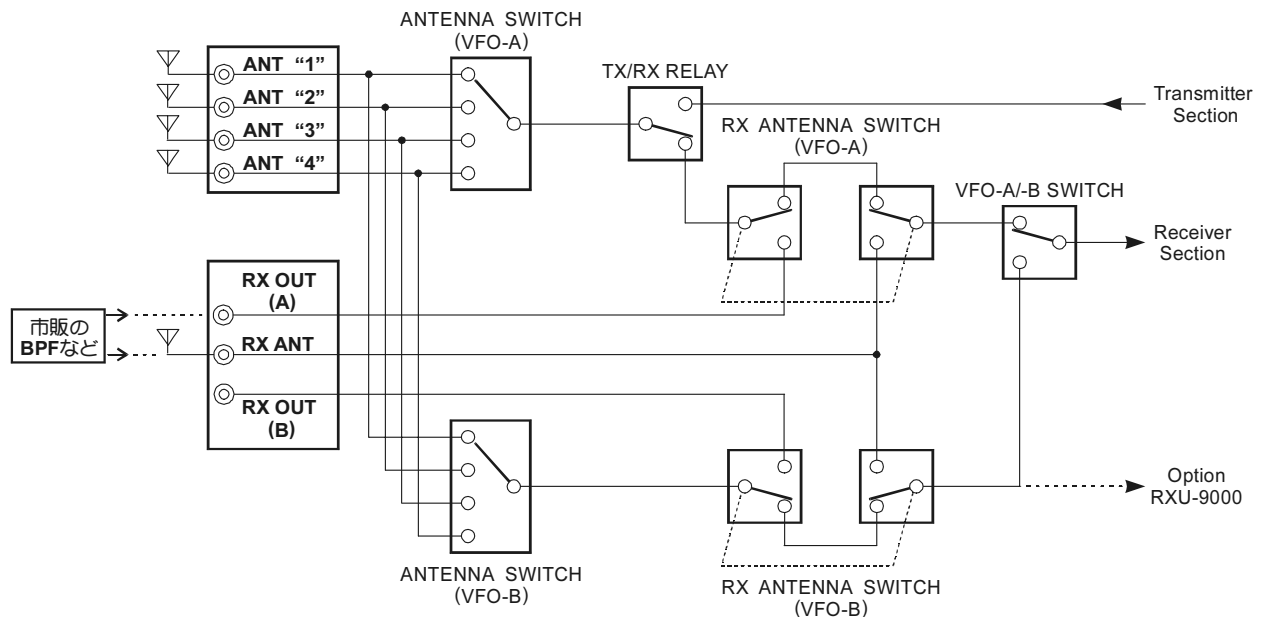 ANTENNA SWITCH
(VFO-A)
ANT “1”
ANT “2”
ANT “3”
ANT “4”
TX/RX RELAY
Transmitter
Section
RX ANTENNA SWITCH
(VFO-A)
VFO-A/-B SWITCH
Receiver
Section
RX OUT
(A)
RX ANT
RX OUT
(B)
市販の
BPFなど
Option
RXU-9000
ANTENNA SWITCH
(VFO-B)
RX ANTENNA SWITCH
(VFO-B)